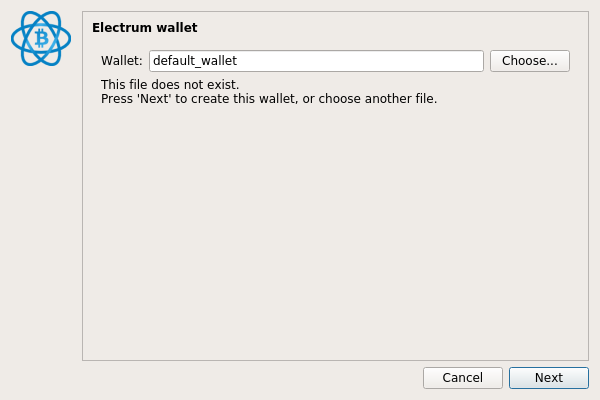 Electrum wallet
Wallet: default_wallet Choose...
This file does not exist.
Press 'Next' to create this wallet, or choose another file.
Cancel Next